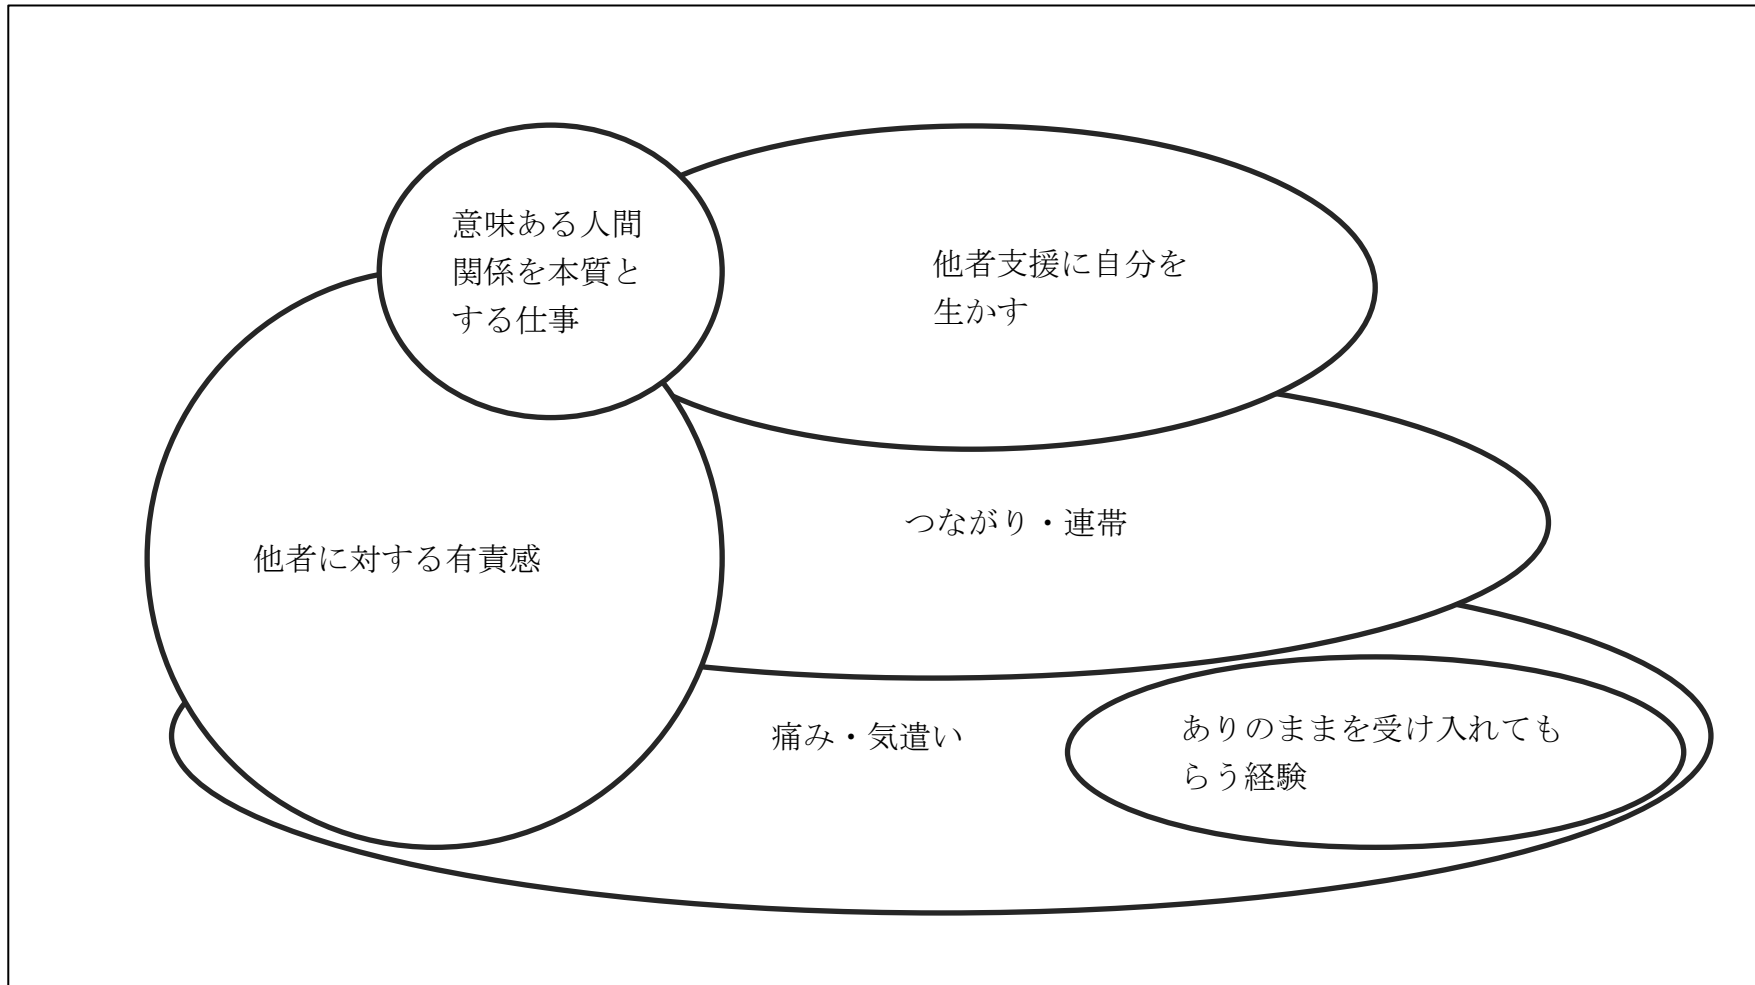 意味ある人間
関係を本質と
する仕事
他者支援に自分を
生かす
つながり・連帯
他者に対する有責感
痛み・気遣い
ありのままを受け入れても
らう経験